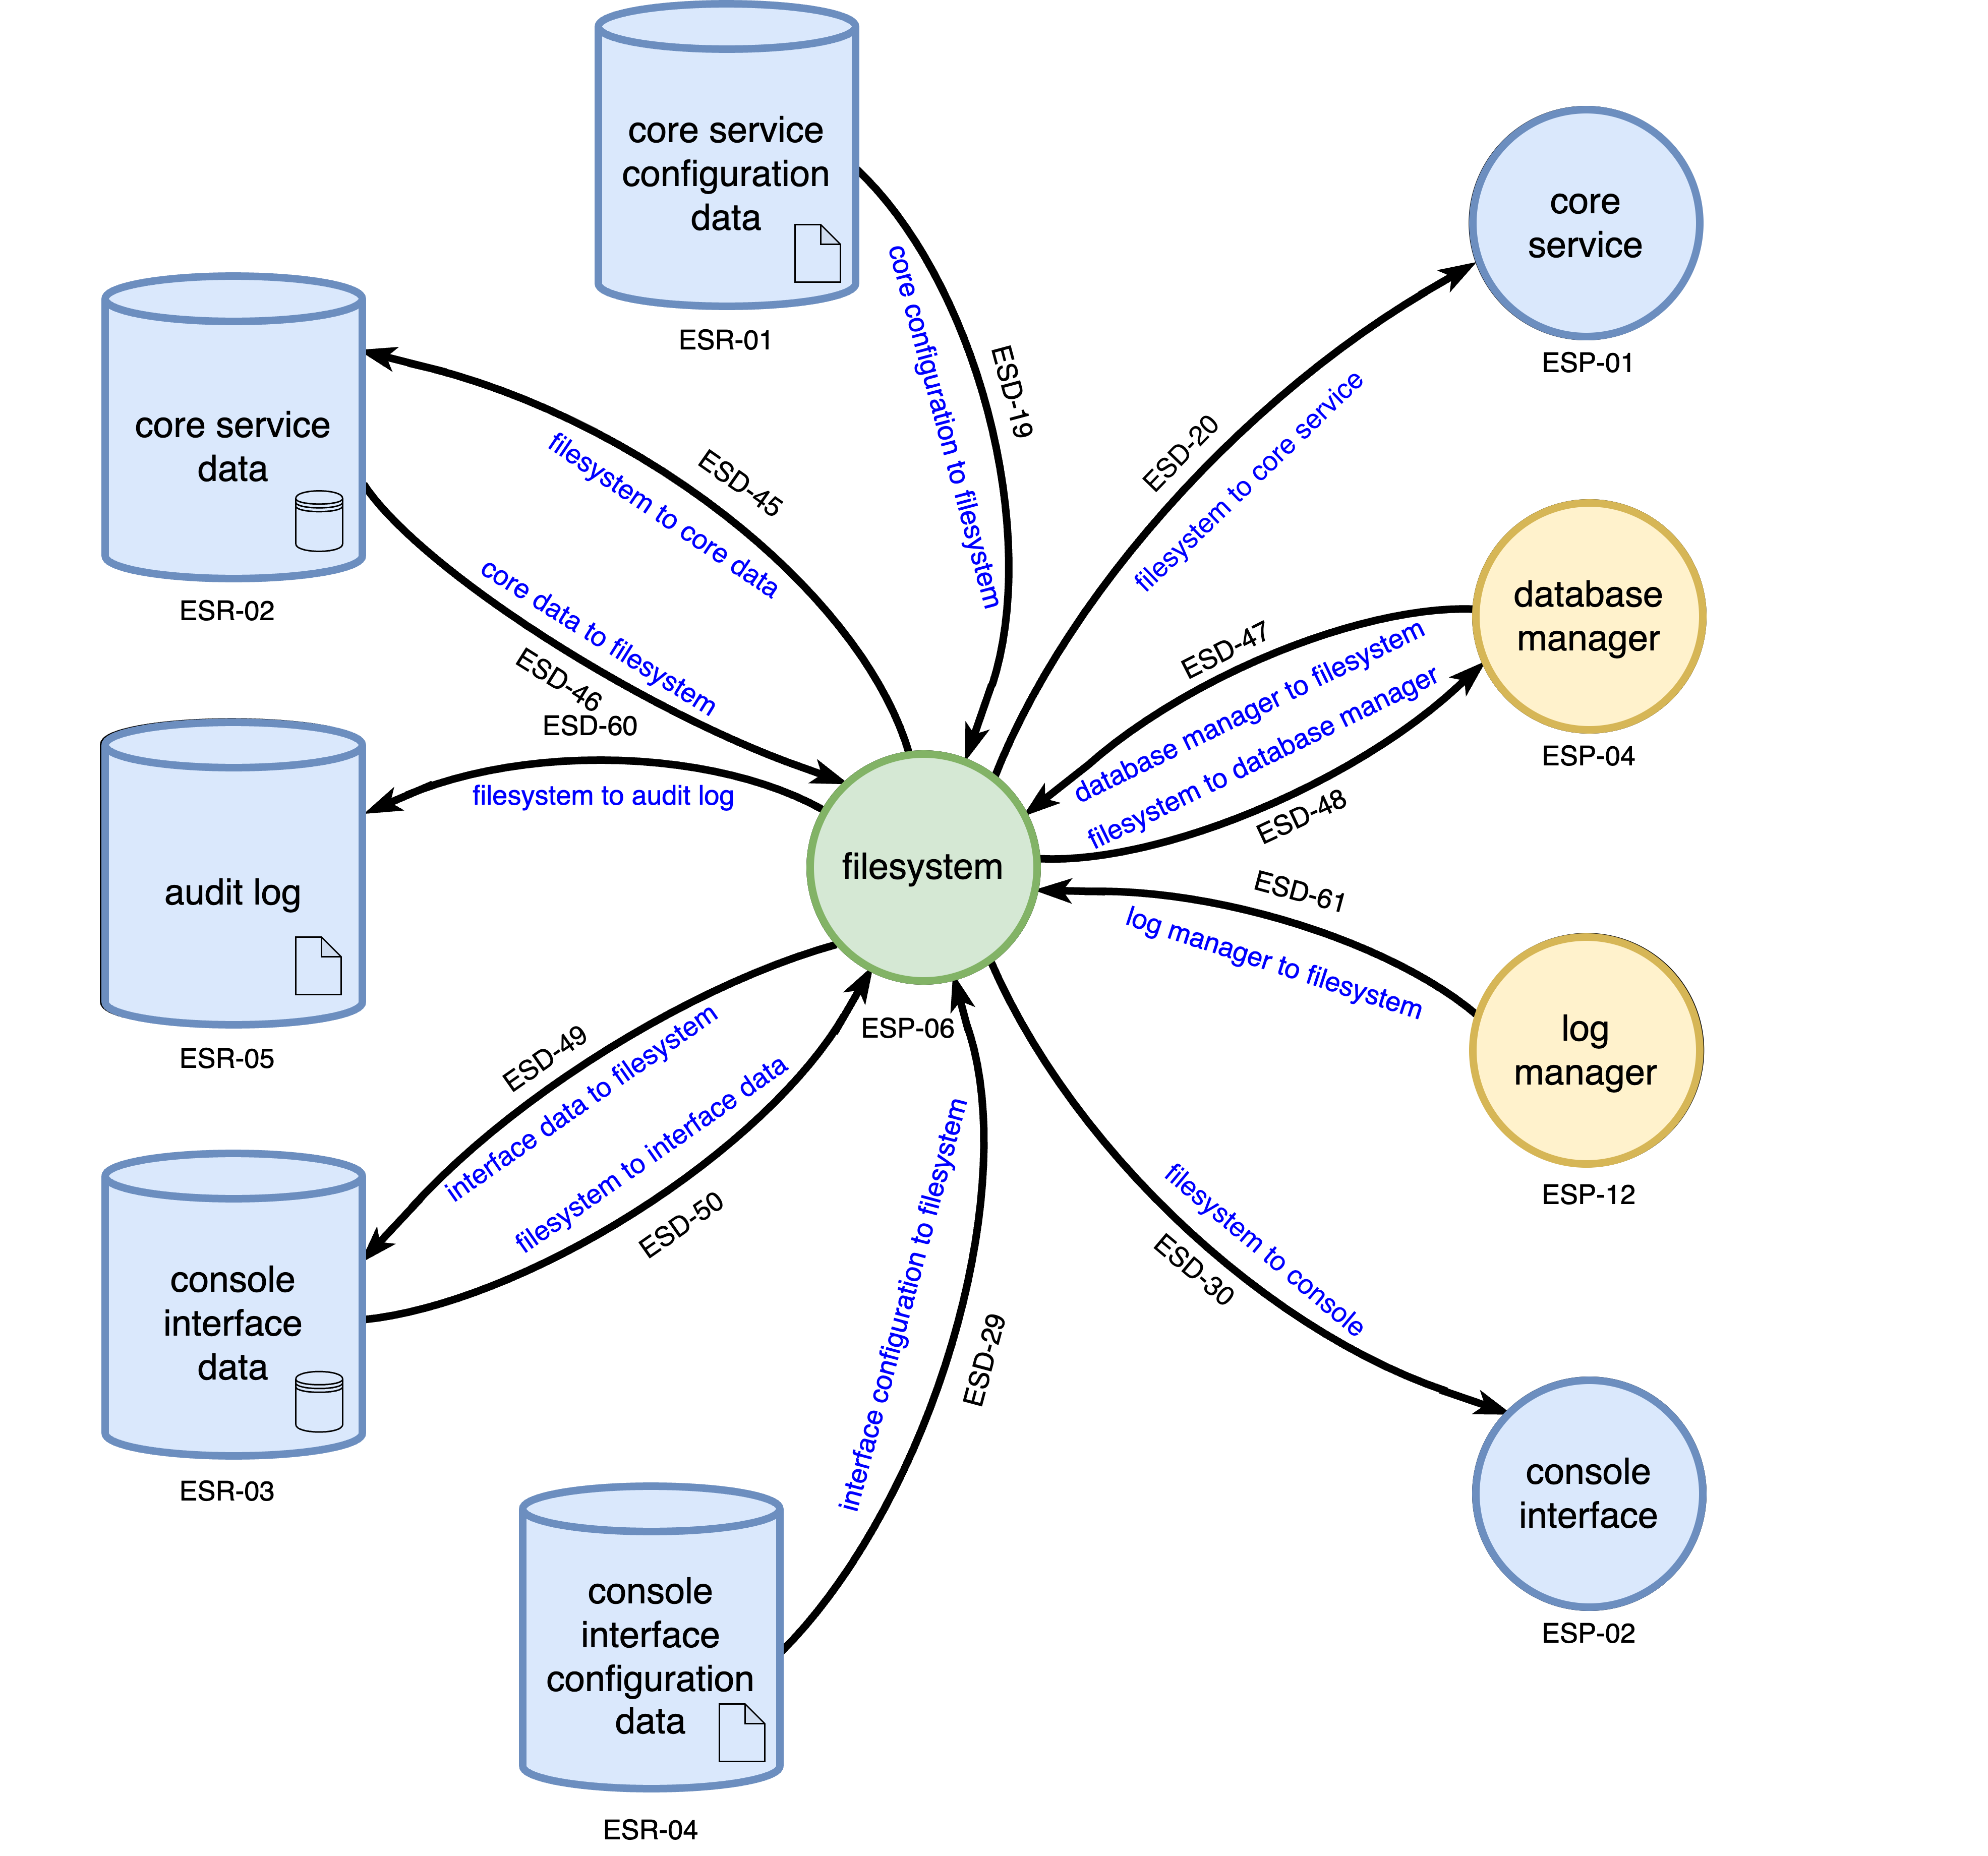 core service
configuration
data
ESR-01
core
service
ESP-01
core service
data
ESR-02
ESD-19
core configuration to filesystem
ESD-20
filesystem to core service
ESD-45
filesystem to core data
core data to filesystem
ESD-46
database
manager
ESP-04
ESD-47
database manager to filesystem
filesystem to database manager
ESD-48
ESD-60
filesystem to audit log
audit log
ESR-05
filesystem
ESP-06
ESD-61
log manager to filesystem
log
manager
ESP-12
ESD-49
interface data to filesystem
filesystem to interface data
ESD-50
console
interface
data
ESR-03
interface configuration to filesystem
ESD-29
filesystem to console
ESD-30
console
interface
ESP-02
console
interface
configuration
data
ESR-04